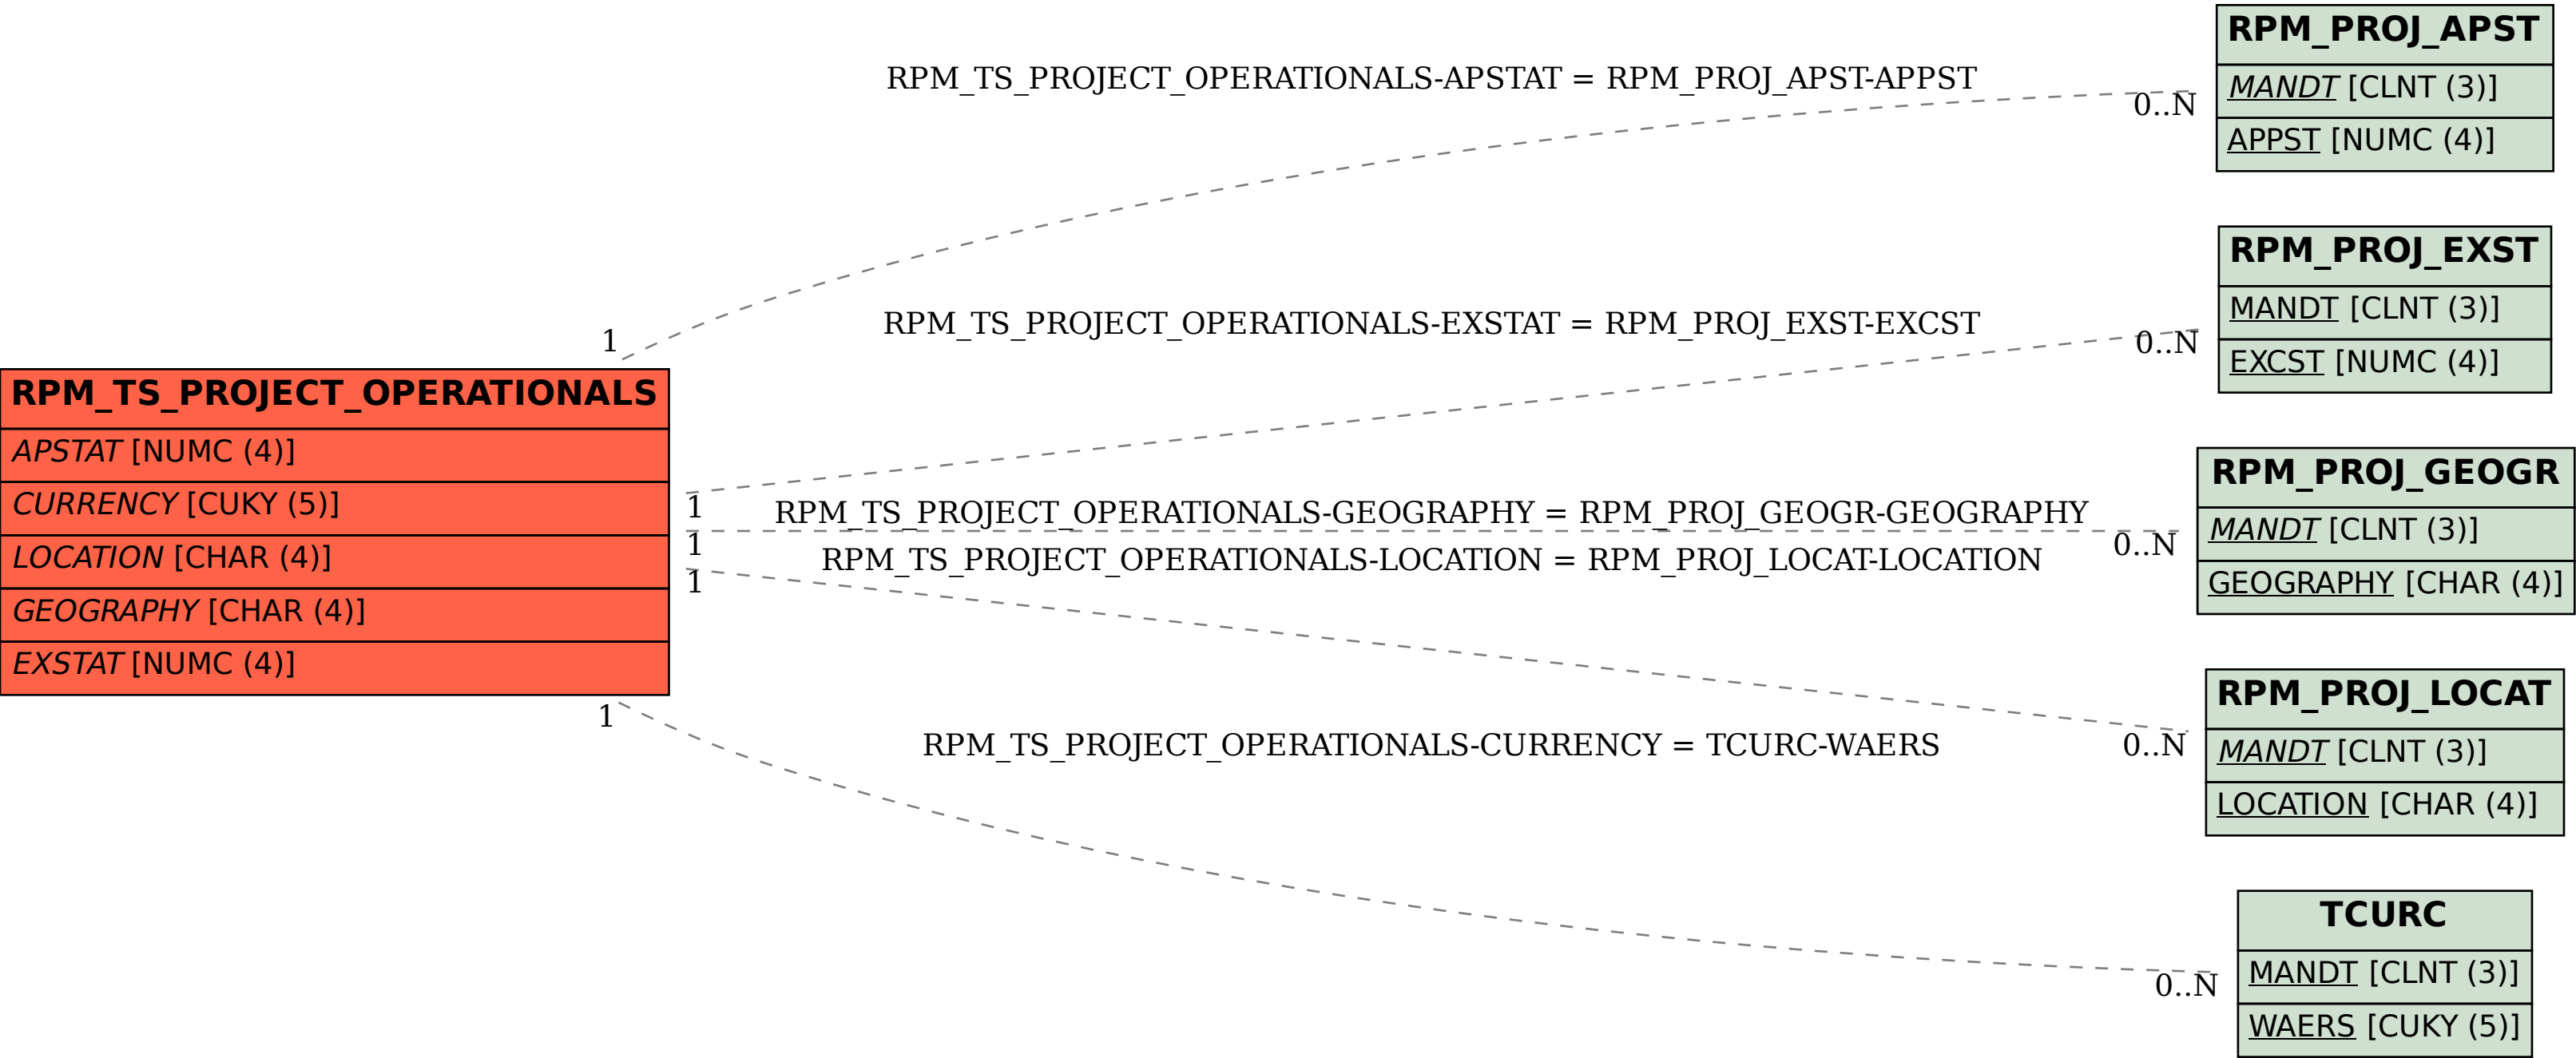 RPM_PROJ_APST
MANDT [CLNT (3)]
APPST [NUMC (4)]
RPM_TS_PROJECT_OPERATIONALS-APSTAT = RPM_PROJ_APST-APPST
0..N
1
RPM_PROJ_EXST
MANDT [CLNT (3)]
EXCST [NUMC (4)]
RPM_TS_PROJECT_OPERATIONALS-EXSTAT = RPM_PROJ_EXST-EXCST
0..N
1
RPM_TS_PROJECT_OPERATIONALS
APSTAT [NUMC (4)]
CURRENCY [CUKY (5)]
LOCATION [CHAR (4)]
GEOGRAPHY [CHAR (4)]
EXSTAT [NUMC (4)]
RPM_TS_PROJECT_OPERATIONALS-GEOGRAPHY = RPM_PROJ_GEOGR-GEOGRAPHY
1
0..N
RPM_PROJ_GEOGR
MANDT [CLNT (3)]
GEOGRAPHY [CHAR (4)]
RPM_TS_PROJECT_OPERATIONALS-LOCATION = RPM_PROJ_LOCAT-LOCATION
1
0..N
RPM_PROJ_LOCAT
MANDT [CLNT (3)]
LOCATION [CHAR (4)]
1
RPM_TS_PROJECT_OPERATIONALS-CURRENCY = TCURC-WAERS
0..N
TCURC
MANDT [CLNT (3)]
WAERS [CUKY (5)]